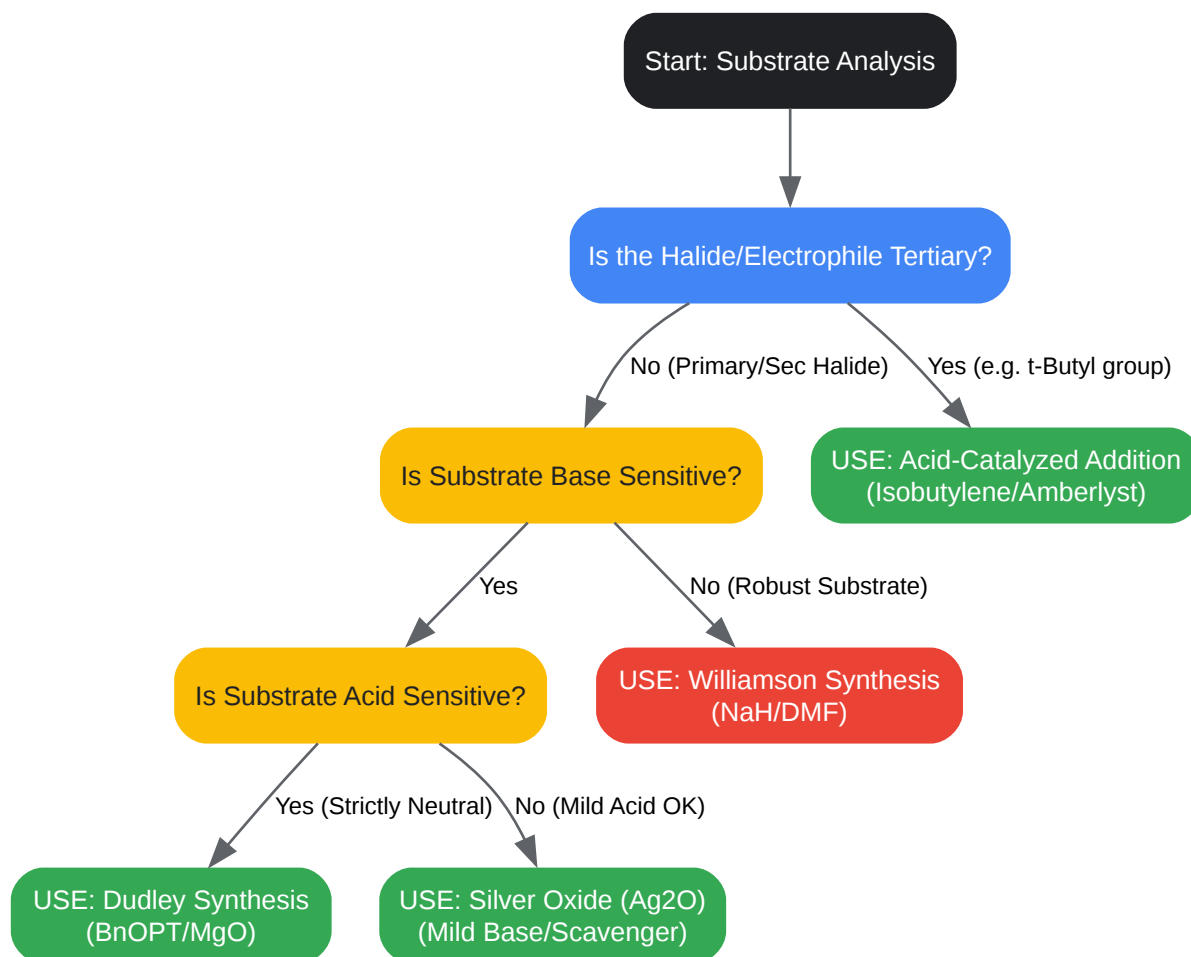 Start: Substrate Analysis
Is the Halide/Electrophile Tertiary?
No (Primary/Sec Halide)
Yes (e.g. t-Butyl group)
Is Substrate Base Sensitive?
USE: Acid-Catalyzed Addition
(Isobutylene/Amberlyst)
Yes
No (Robust Substrate)
Is Substrate Acid Sensitive?
USE: Williamson Synthesis
(NaH/DMF)
Yes (Strictly Neutral)
No (Mild Acid OK)
USE: Dudley Synthesis
(BnOPT/MgO)
USE: Silver Oxide (Ag2O)
(Mild Base/Scavenger)